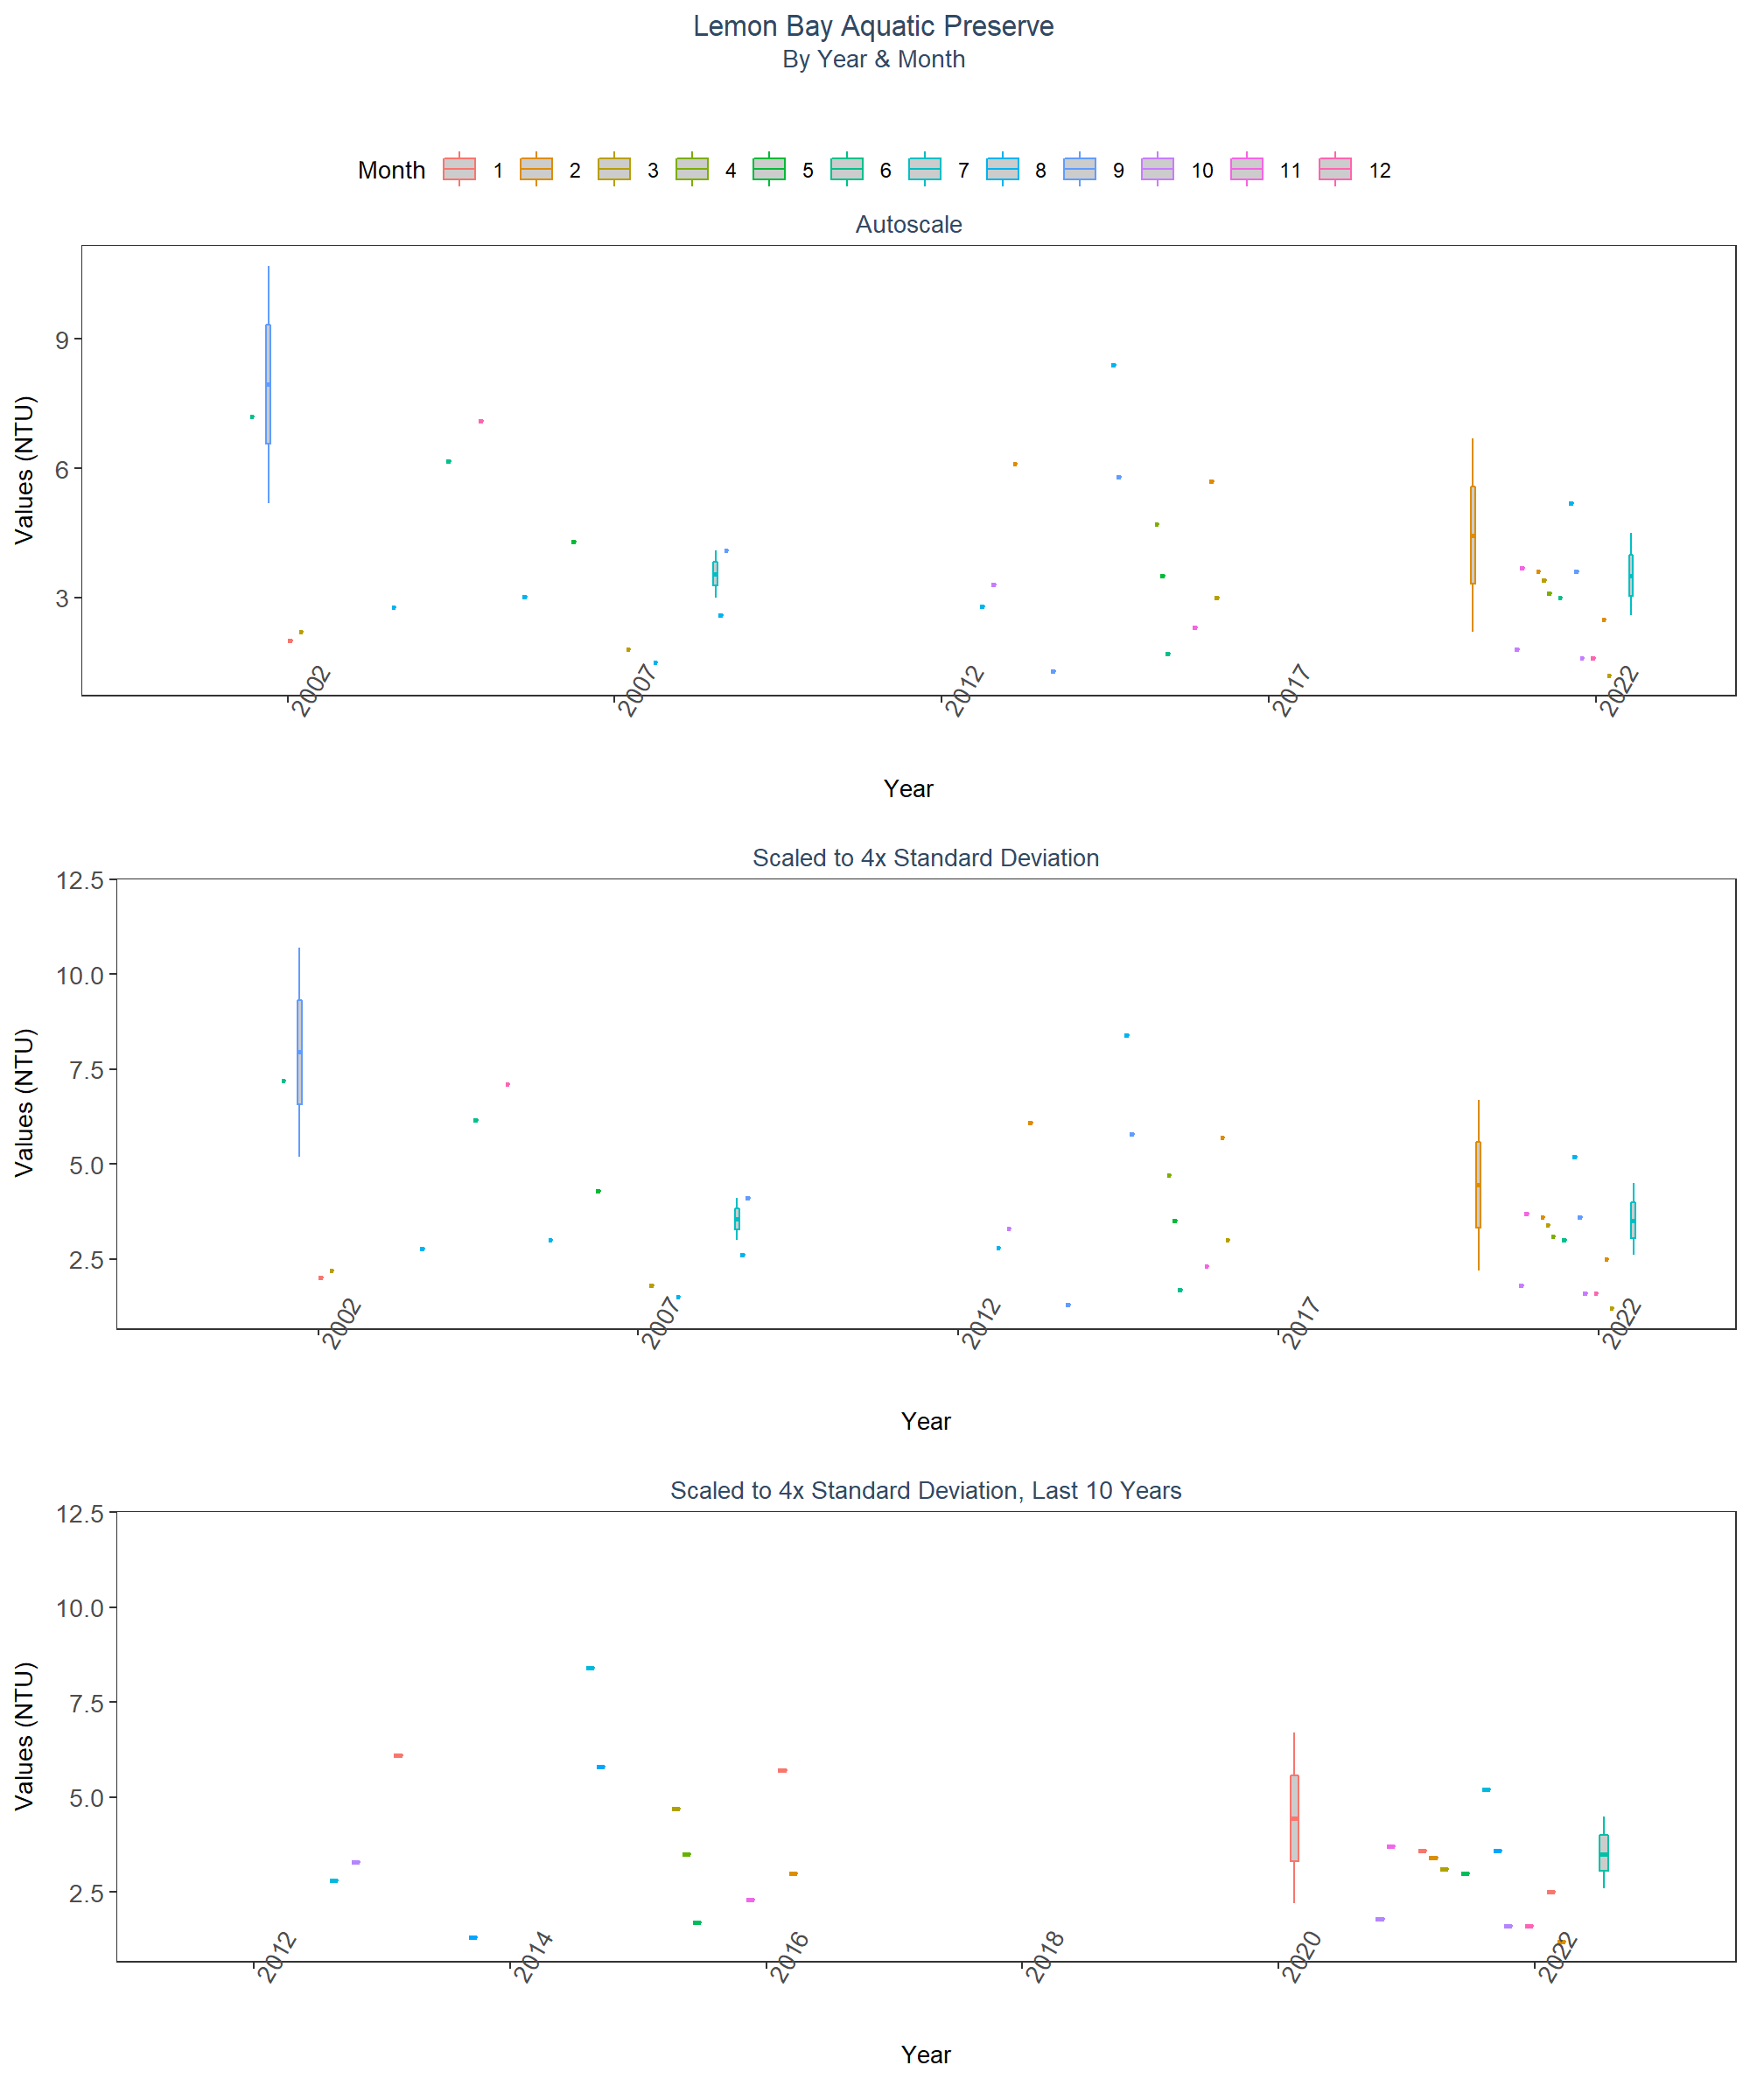 Lemon Bay Aquatic Preserve
By Year & Month
Month 1 2 3 4 5 6 7 8 9 10 11 12
Autoscale
Values (NTU)
9
6
3
2002 2007 2012 2017 2022
Year
Scaled to 4x Standard Deviation
Values (NTU)
12.5
10.0
7.5
5.0
2.5
2002 2007 2012 2017 2022
Year
Scaled to 4x Standard Deviation, Last 10 Years
Values (NTU)
12.5
10.0
7.5
5.0
2.5
2012 2014 2016 2018 2020 2022
Year